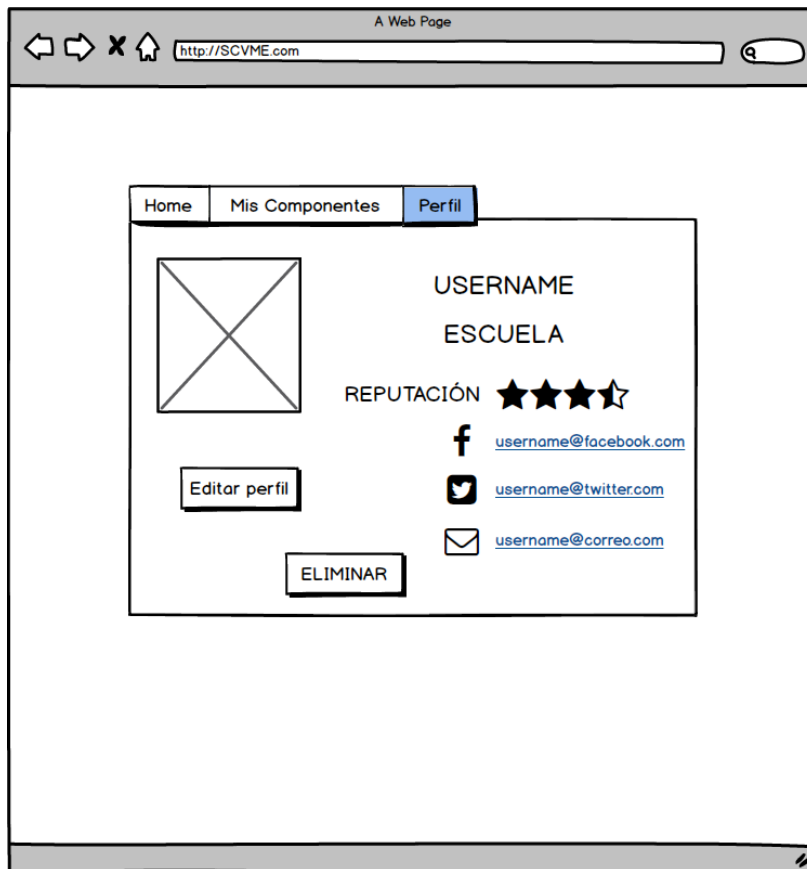 A Web Page
http://SCVME.com
Home Mis Componentes Perfil
USERNAME
ESCUELA
REPUTACIÓN
username@facebook.com
Editar perfil
username@twitter.com
username@correo.com
ELIMINAR